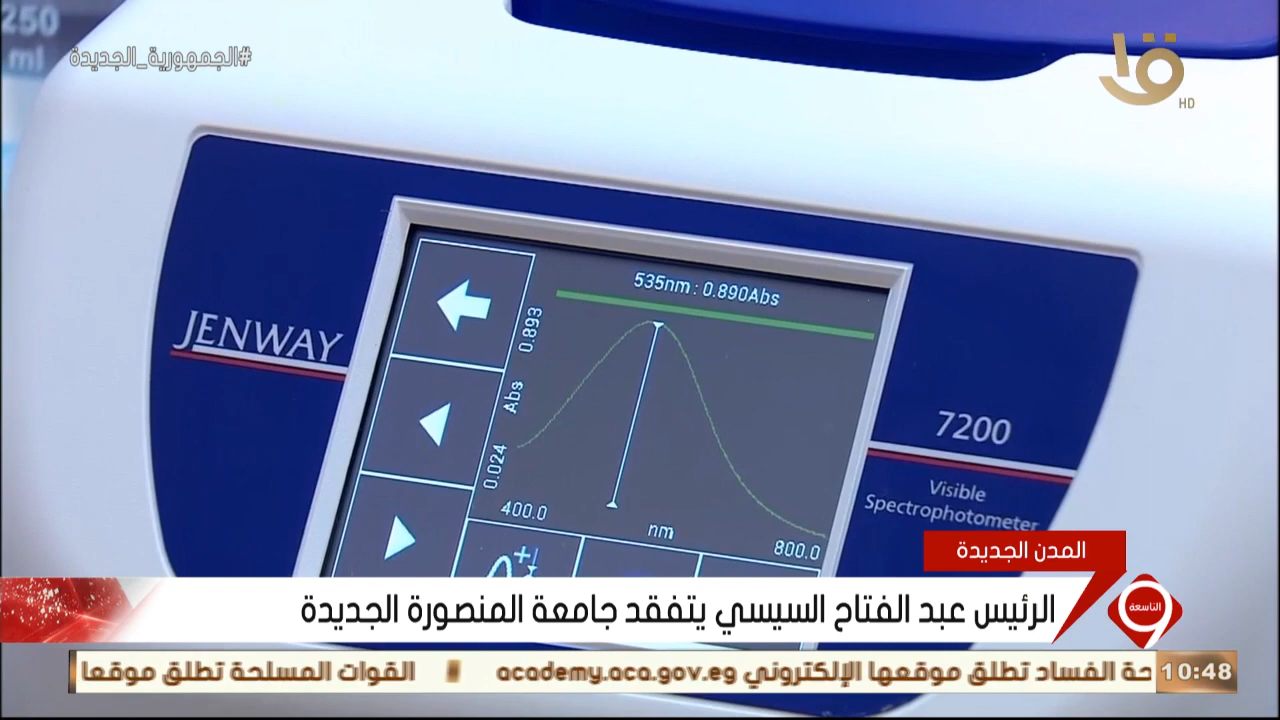 250
ml
#الجمهورية_الجديدة
HD
JENWAY
535nm : 0.890Abs
0.893
Abs
0.024
400.0
nm
800.0
7200
Visible
Spectrophotometer
المدن الجديدة
التاسعة
الرئيس عبد الفتاح السيسي يتفقد جامعة المنصورة الجديدة
10:48
حة الفساد تطلق موقعها الإلكتروني academy.aca.gov.eg
القوات المسلحة تطلق موقعا